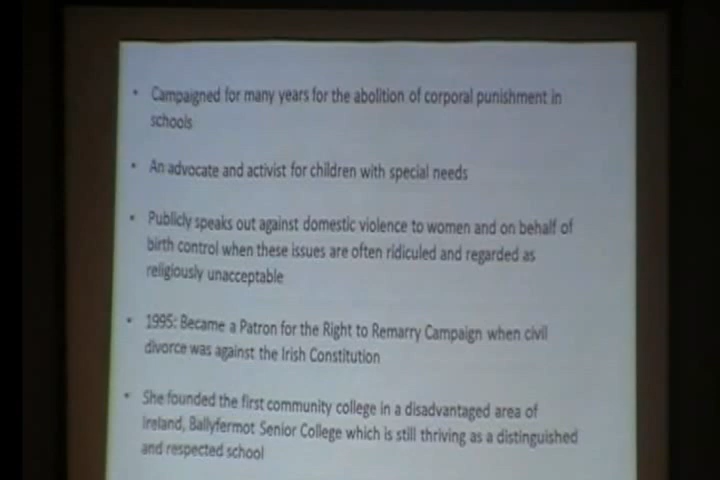 • Campaigned for many years for the abolition of corporal punishment in
schools
• An advocate and activist for children with special needs
• Publicly speaks out against domestic violence to women and on behalf of
birth control when these issues are often ridiculed and regarded as
religiously unacceptable
• 1995: Became a Patron for the Right to Remarry Campaign when civil
divorce was against the Irish Constitution
• She founded the first community college in a disadvantaged area of
Ireland, Ballyfermot Senior College which is still thriving as a distinguished
and respected school